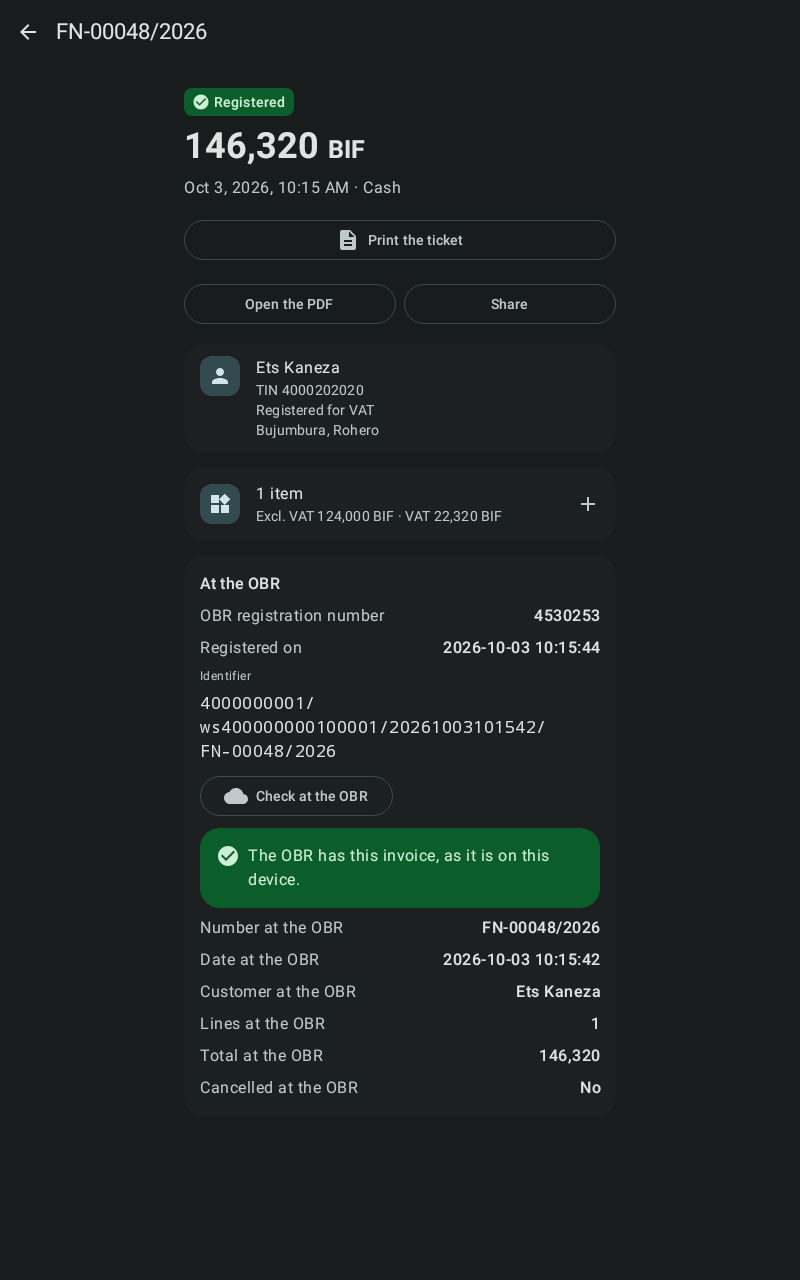 FN-00048/2026
Registered
146,320 BIF
Oct 3, 2026, 10:15 AM · Cash
Print the ticket
Open the PDF
Share
Ets Kaneza
TIN 4000202020
Registered for VAT
Bujumbura, Rohero
1 item
Excl. VAT 124,000 BIF · VAT 22,320 BIF
At the OBR
OBR registration number 4530253
Registered on 2026-10-03 10:15:44
Identifier
4000000001/
ws400000000100001/20261003101542/
FN-00048/2026
Check at the OBR
The OBR has this invoice, as it is on this
device.
Number at the OBR FN-00048/2026
Date at the OBR 2026-10-03 10:15:42
Customer at the OBR Ets Kaneza
Lines at the OBR 1
Total at the OBR 146,320
Cancelled at the OBR No